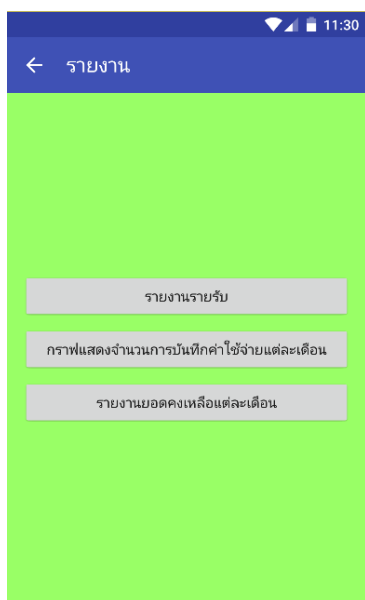 11:30
รายงาน
รายงานรายรับ
กราฟแสดงจำนวนการบันทึกค่าใช้จ่ายแต่ละเดือน
รายงานยอดคงเหลือแต่ละเดือน